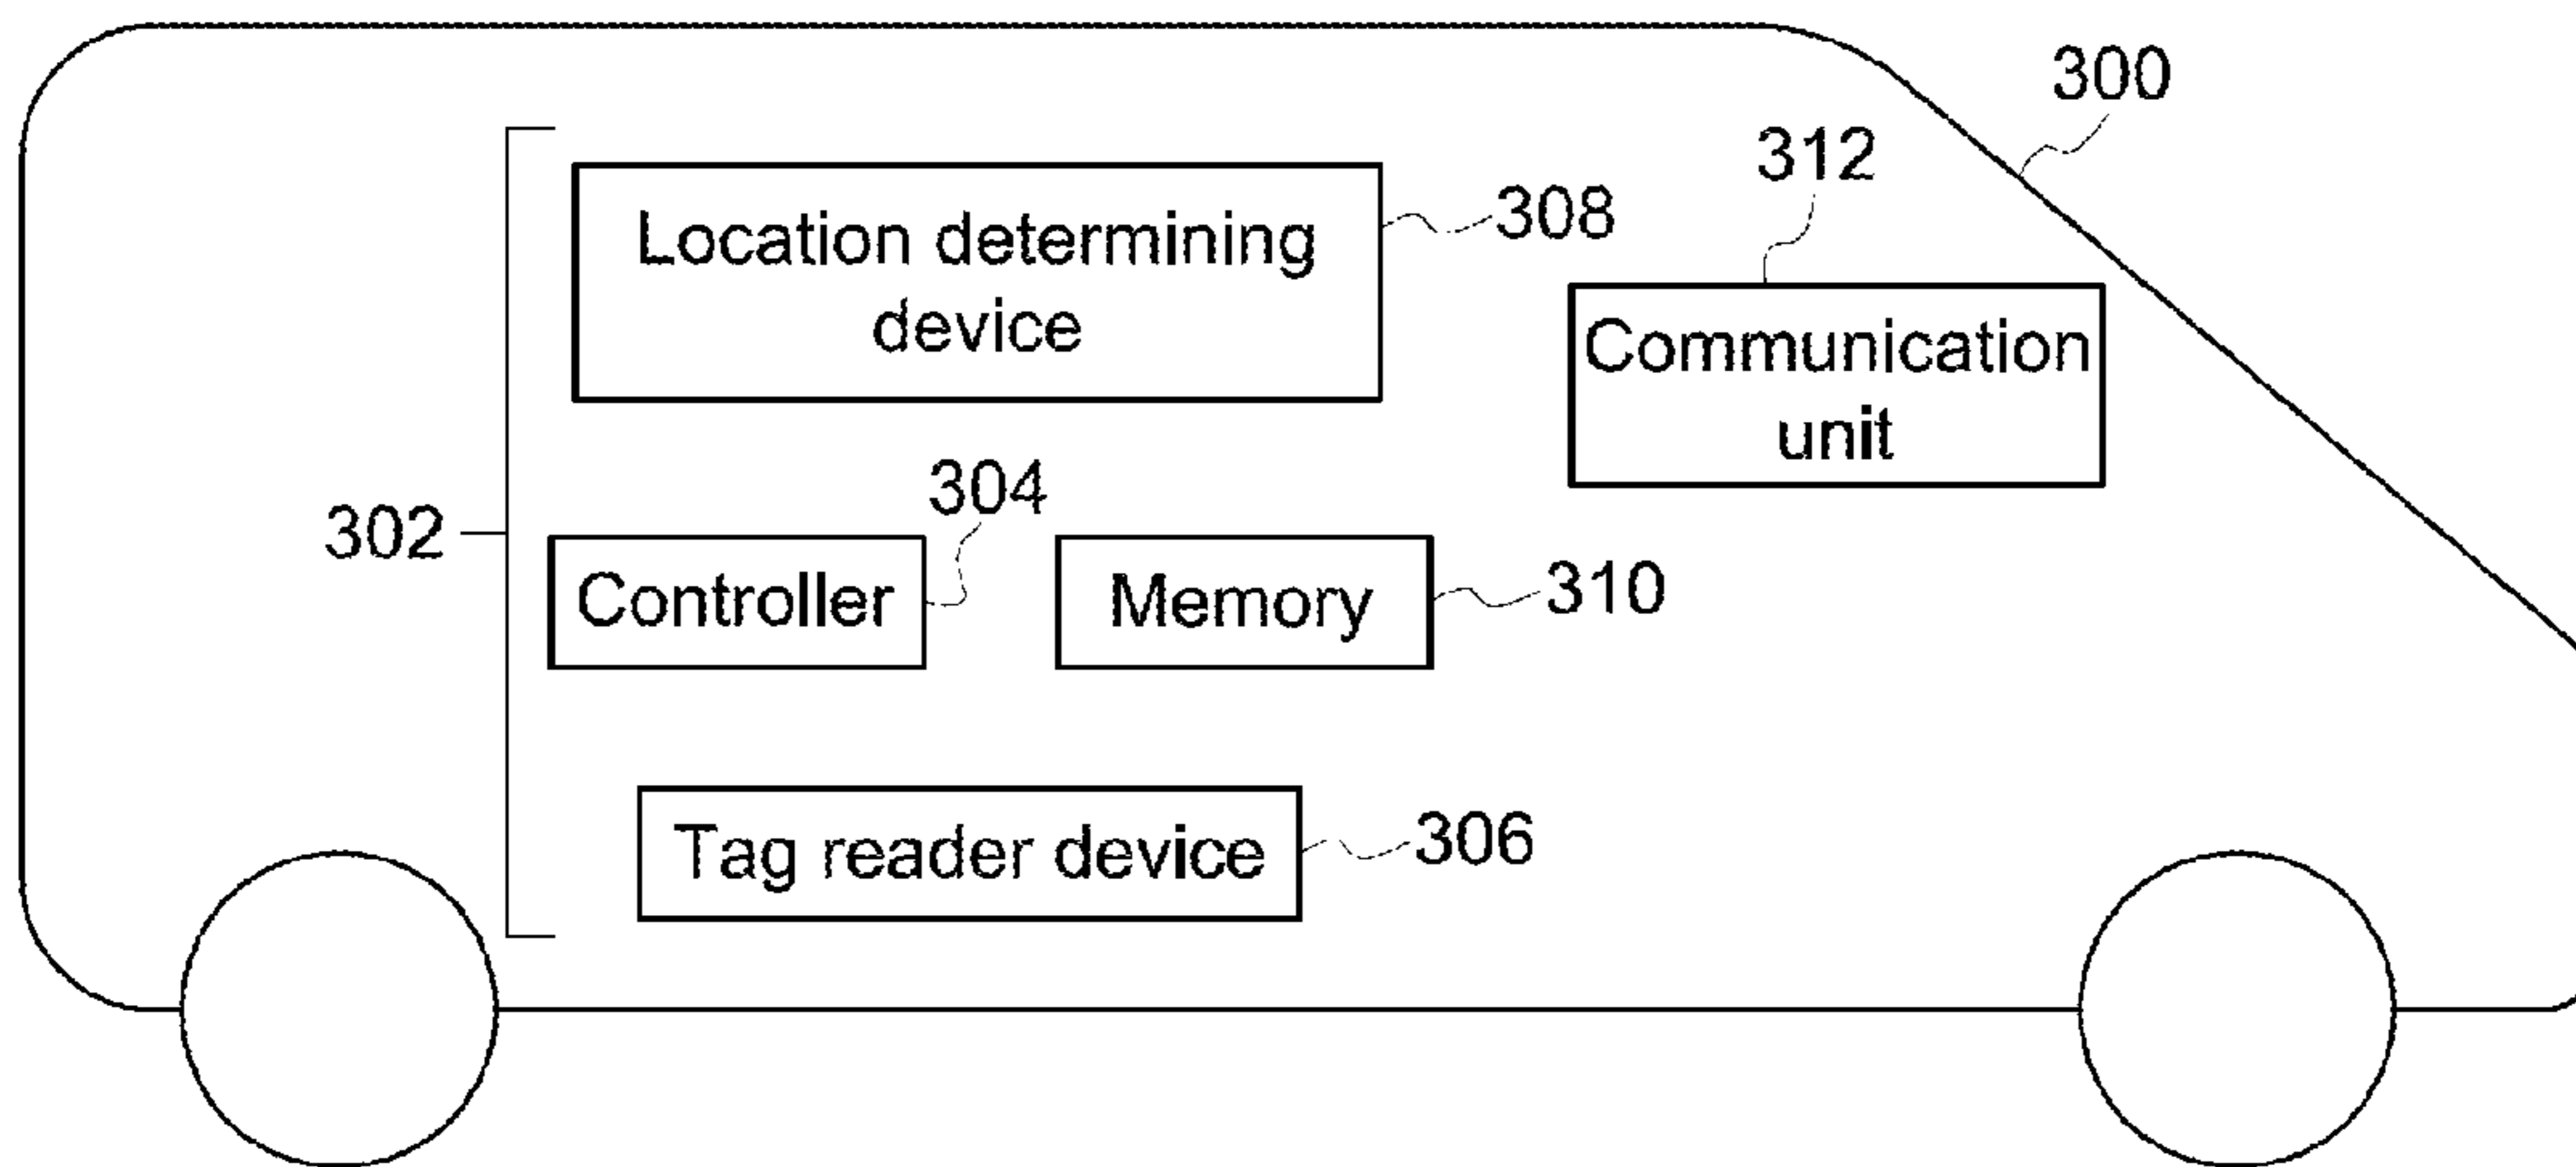 300
312
Location determining
device
308
Communication
unit
302
304
Controller
Memory
310
Tag reader device
306